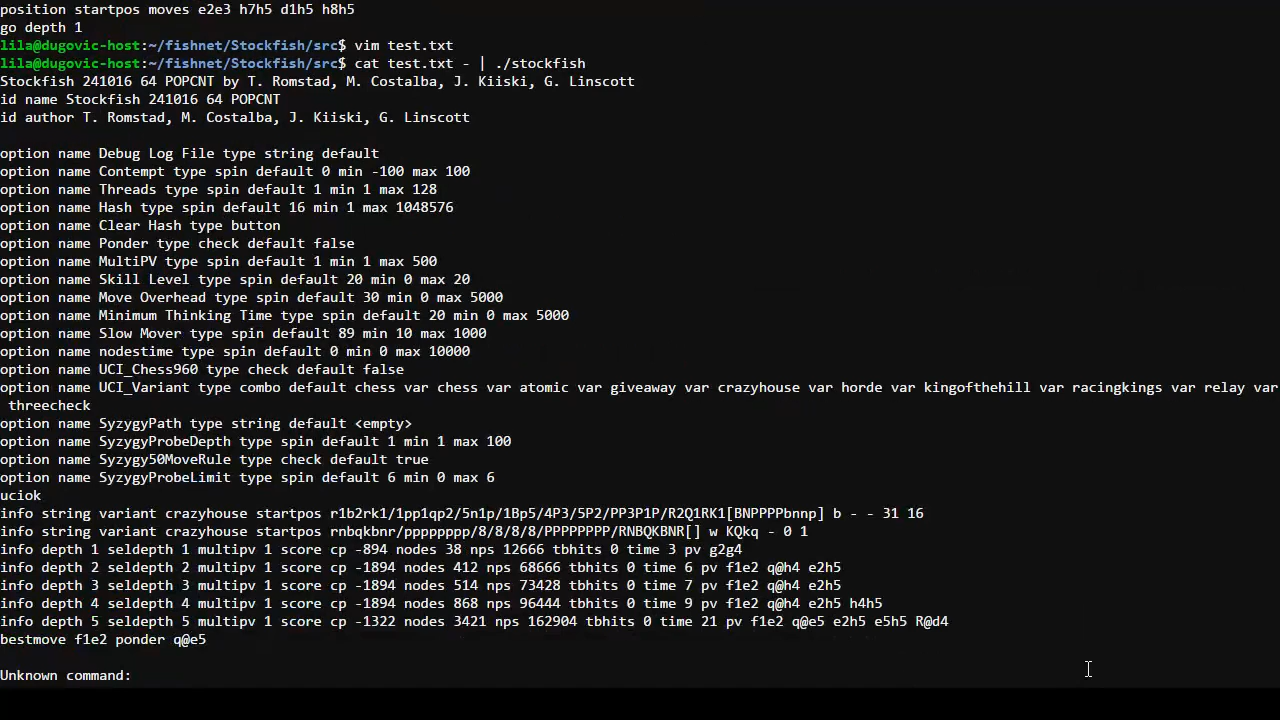 position startpos moves e2e3 h7h5 d1h5 h8h5
go depth 1
lila@dugovic-host:~/fishnet/Stockfish/src$ vim test.txt
lila@dugovic-host:~/fishnet/Stockfish/src$ cat test.txt - | ./stockfish
Stockfish 241016 64 POPCNT by T. Romstad, M. Costalba, J. Kiiski, G. Linscott
id name Stockfish 241016 64 POPCNT
id author T. Romstad, M. Costalba, J. Kiiski, G. Linscott
option name Debug Log File type string default
option name Contempt type spin default 0 min -100 max 100
option name Threads type spin default 1 min 1 max 128
option name Hash type spin default 16 min 1 max 1048576
option name Clear Hash type button
option name Ponder type check default false
option name MultiPV type spin default 1 min 1 max 500
option name Skill Level type spin default 20 min 0 max 20
option name Move Overhead type spin default 30 min 0 max 5000
option name Minimum Thinking Time type spin default 20 min 0 max 5000
option name Slow Mover type spin default 89 min 10 max 1000
option name nodestime type spin default 0 min 0 max 10000
option name UCI_Chess960 type check default false
option name UCI_Variant type combo default chess var chess var atomic var giveaway var crazyhouse var horde var kingofthehill var racingkings var relay var
threecheck
option name SyzygyPath type string default <empty>
option name SyzygyProbeDepth type spin default 1 min 1 max 100
option name Syzygy50MoveRule type check default true
option name SyzygyProbeLimit type spin default 6 min 0 max 6
uciok
info string variant crazyhouse startpos r1b2rk1/1pp1qp2/5n1p/1Bp5/4P3/5P2/PP3P1P/R2Q1RK1[BNPPPPbnnp] b - - 31 16
info string variant crazyhouse startpos rnbqkbnr/pppppppp/8/8/8/8/PPPPPPPP/RNBQKBNR[] w KQkq - 0 1
info depth 1 seldepth 1 multipv 1 score cp -894 nodes 38 nps 12666 tbhits 0 time 3 pv g2g4
info depth 2 seldepth 2 multipv 1 score cp -1894 nodes 412 nps 68666 tbhits 0 time 6 pv f1e2 q@h4 e2h5
info depth 3 seldepth 3 multipv 1 score cp -1894 nodes 514 nps 73428 tbhits 0 time 7 pv f1e2 q@h4 e2h5
info depth 4 seldepth 4 multipv 1 score cp -1894 nodes 868 nps 96444 tbhits 0 time 9 pv f1e2 q@h4 e2h5 h4h5
info depth 5 seldepth 5 multipv 1 score cp -1322 nodes 3421 nps 162904 tbhits 0 time 21 pv f1e2 q@e5 e2h5 e5h5 R@d4
bestmove f1e2 ponder q@e5
Unknown command: